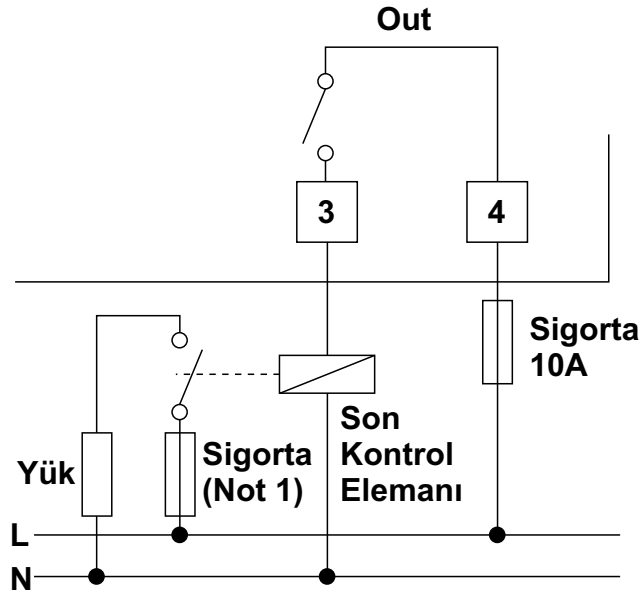 Out
3
4
Sigorta
10A
Son
Kontrol
Elemanı
Sigorta
(Not 1)
Yük
L
N